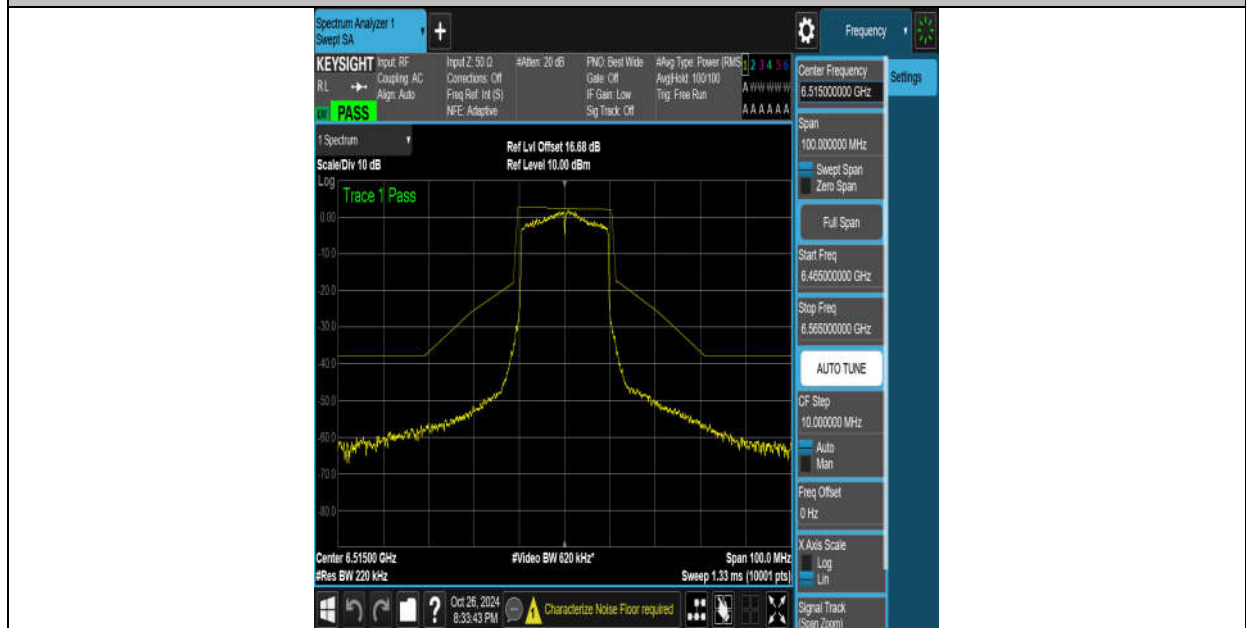 Spectrum Analyzer 1
Swept SA
+
Frequency
KEYSIGHT
RL
PASS
Input: RF
Coupling: AC
Align: Auto
Input Z: 50 Ω
Corrections: Off
Freq Ref: Int (S)
NFE: Adaptive
#Atten: 20 dB
PNO: Best Wide
Gate: Off
IF Gain: Low
Sig Track: Off
#Avg Type: Power (RMS
Avg|Hold: 100/100
Trig: Free Run
1 2 3 4 5 6
A W W W W W
A A A A A A
Center Frequency
6.515000000 GHz
Settings
Span
100.000000 MHz
Swept Span
Zero Span
Full Span
Start Freq
6.465000000 GHz
Stop Freq
6.565000000 GHz
AUTO TUNE
CF Step
10.000000 MHz
Auto
Man
Freq Offset
0 Hz
X Axis Scale
Log
Lin
Signal Track
(Span Zoom)
1 Spectrum
Scale/Div 10 dB
Ref Lvl Offset 16.68 dB
Ref Level 10.00 dBm
Log
Trace 1 Pass
0.00
-10.0
-20.0
-30.0
-40.0
-50.0
-60.0
-70.0
-80.0
Center 6.51500 GHz
#Res BW 220 kHz
#Video BW 620 kHz*
Span 100.0 MHz
Sweep 1.33 ms (10001 pts)
?
Oct 26, 2024
8:33:43 PM
Characterize Noise Floor required